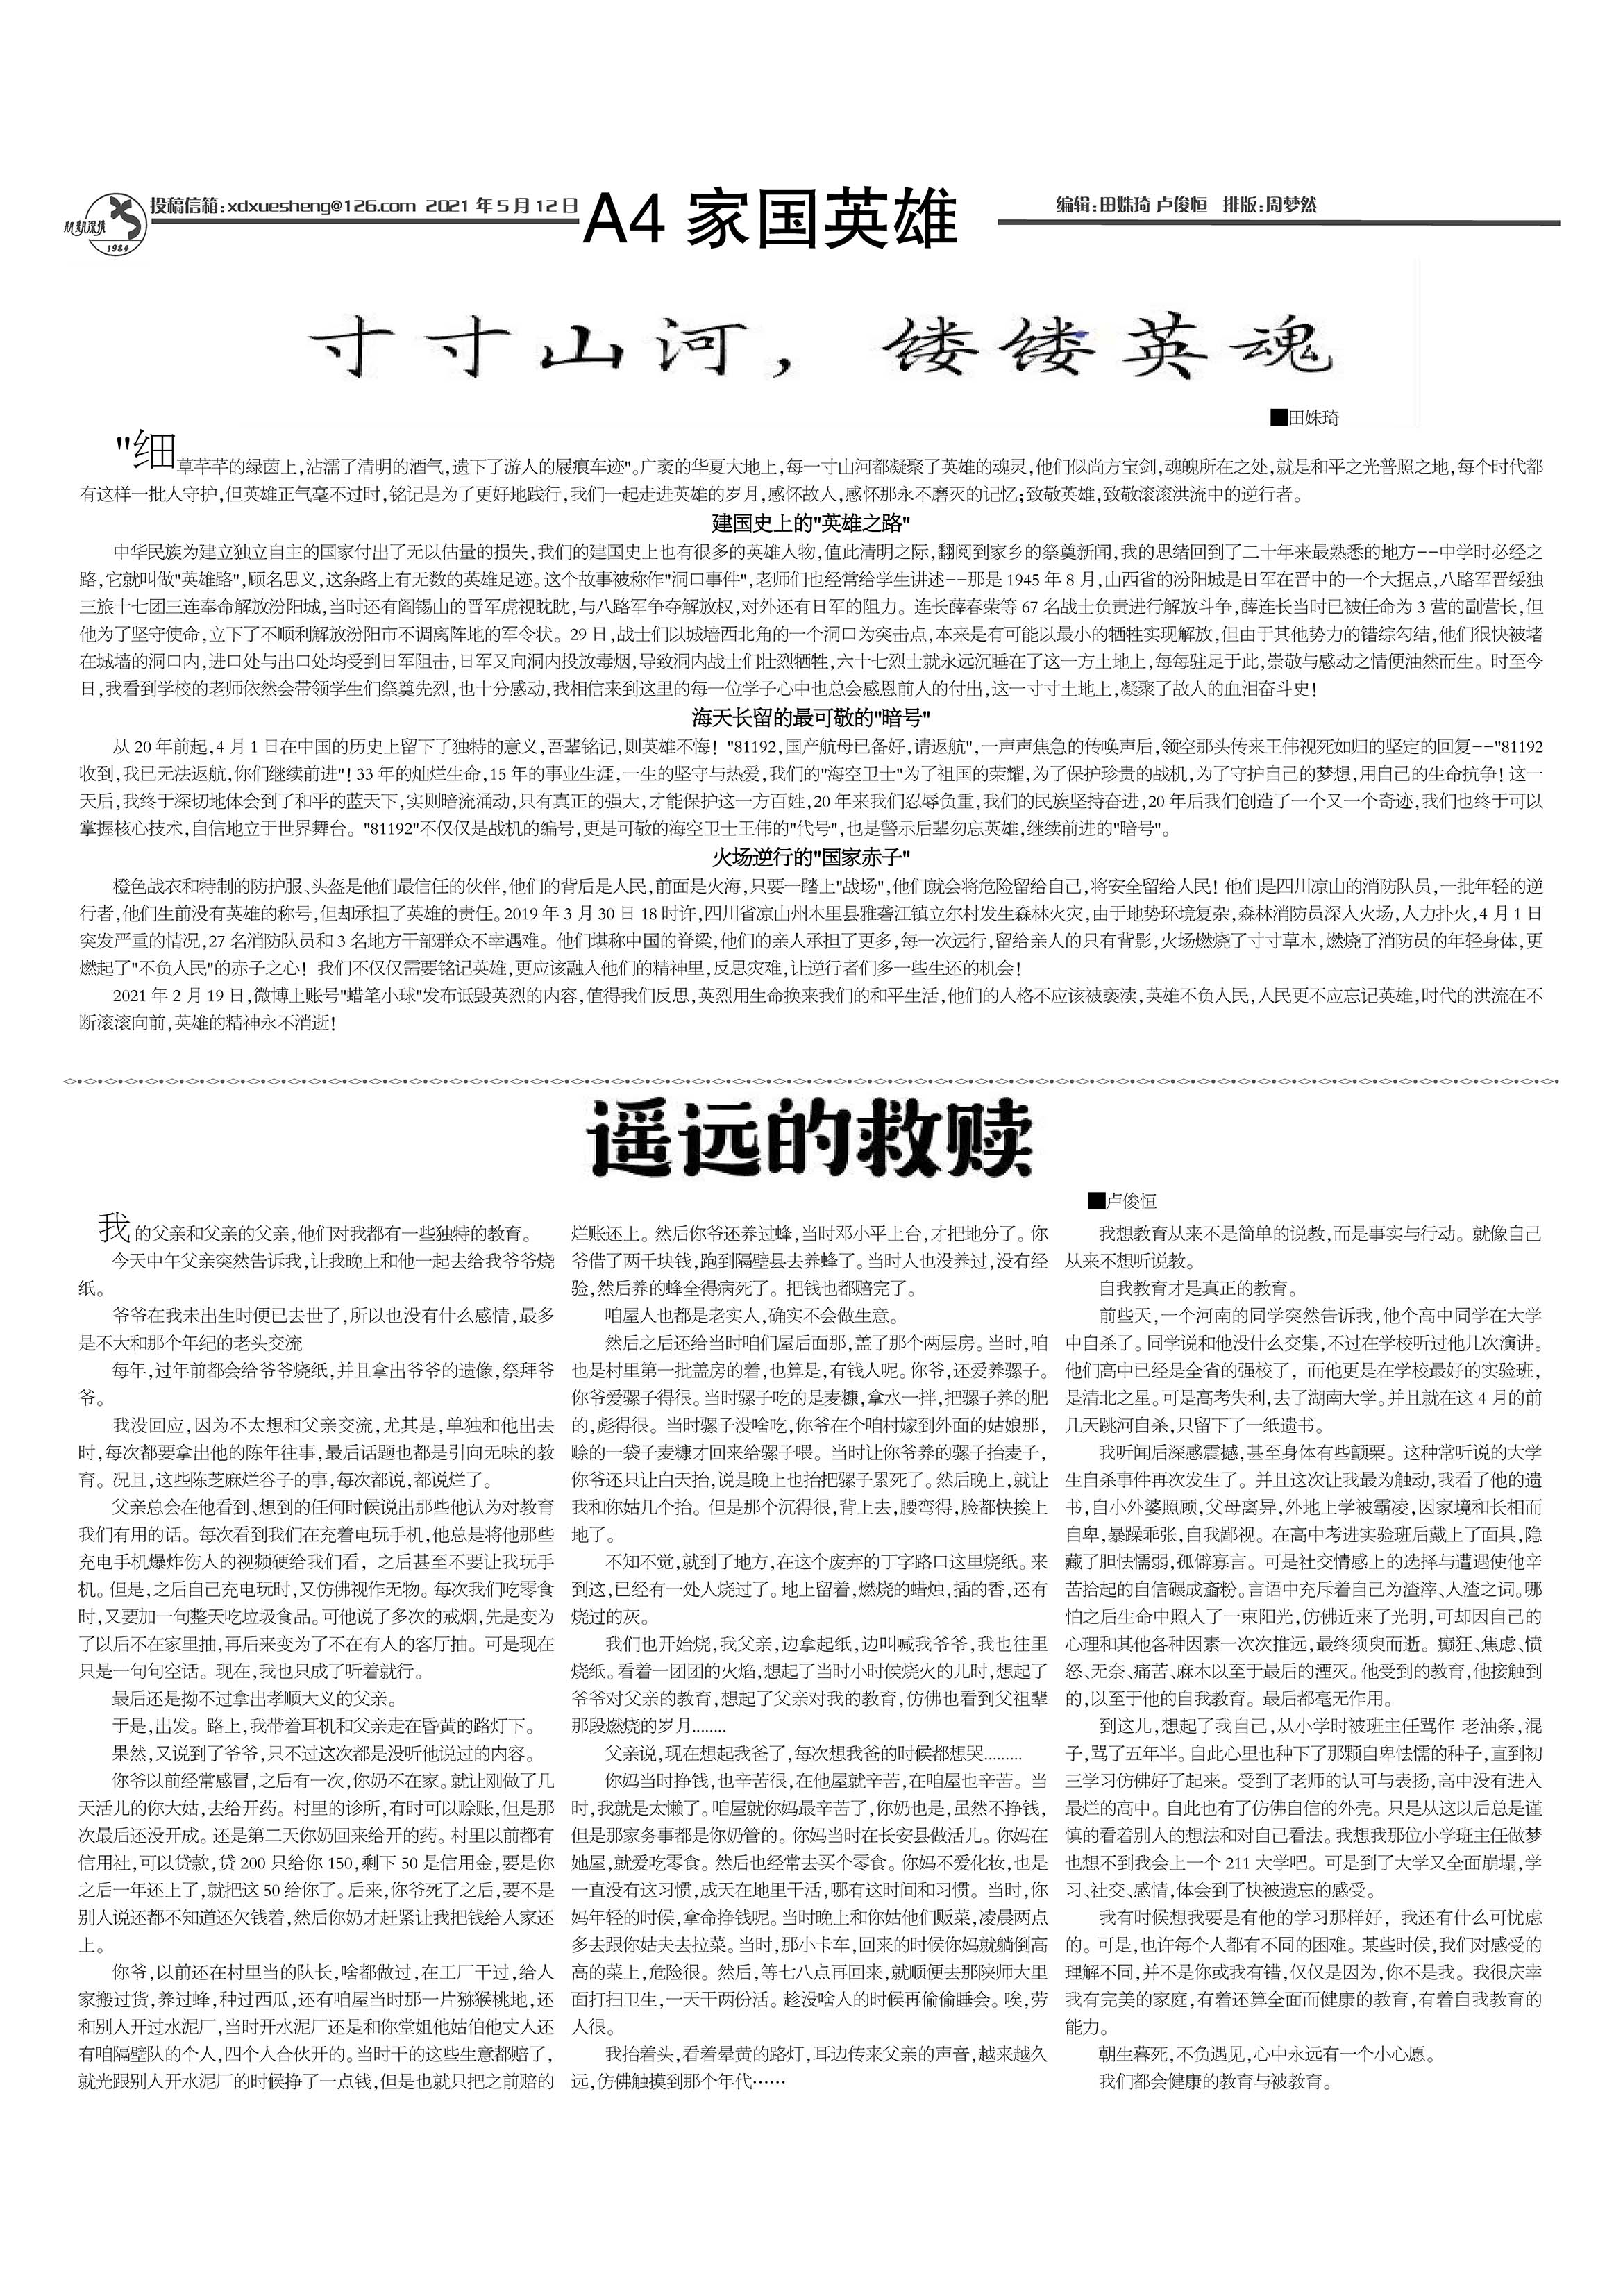 期期深情
XS
1984
投稿信箱:xdxuesheng@126.com 2021 年 5 月 12 日
A4 家国英雄
编辑:田姝琦 卢俊恒 排版:周梦然
寸寸山河，缕缕英魂
■田姝琦
"细草芊芊的绿茵上,沾濡了清明的酒气,遗下了游人的屐痕车迹"。广袤的华夏大地上,每一寸山河都凝聚了英雄的魂灵,他们似尚方宝剑,魂魄所在之处,就是和平之光普照之地,每个时代都
有这样一批人守护,但英雄正气毫不过时,铭记是为了更好地践行,我们一起走进英雄的岁月,感怀故人,感怀那永不磨灭的记忆;致敬英雄,致敬滚滚洪流中的逆行者。
建国史上的"英雄之路"
中华民族为建立独立自主的国家付出了无以估量的损失,我们的建国史上也有很多的英雄人物,值此清明之际,翻阅到家乡的祭奠新闻,我的思绪回到了二十年来最熟悉的地方--中学时必经之
路,它就叫做"英雄路",顾名思义,这条路上有无数的英雄足迹。这个故事被称作"洞口事件",老师们也经常给学生讲述--那是 1945 年 8 月,山西省的汾阳城是日军在晋中的一个大据点,八路军晋绥独
三旅十七团三连奉命解放汾阳城,当时还有阎锡山的晋军虎视眈眈,与八路军争夺解放权,对外还有日军的阻力。连长薛春荣等 67 名战士负责进行解放斗争,薛连长当时已被任命为 3 营的副营长,但
他为了坚守使命,立下了不顺利解放汾阳市不调离阵地的军令状。29 日,战士们以城墙西北角的一个洞口为突击点,本来是有可能以最小的牺牲实现解放,但由于其他势力的错综勾结,他们很快被堵
在城墙的洞口内,进口处与出口处均受到日军阻击,日军又向洞内投放毒烟,导致洞内战士们壮烈牺牲,六十七烈士就永远沉睡在了这一方土地上,每每驻足于此,崇敬与感动之情便油然而生。时至今
日,我看到学校的老师依然会带领学生们祭奠先烈,也十分感动,我相信来到这里的每一位学子心中也总会感恩前人的付出,这一寸寸土地上,凝聚了故人的血泪奋斗史!
海天长留的最可敬的"暗号"
从 20 年前起,4 月 1 日在中国的历史上留下了独特的意义,吾辈铭记,则英雄不悔! "81192,国产航母已备好,请返航",一声声焦急的传唤声后,领空那头传来王伟视死如归的坚定的回复--"81192
收到,我已无法返航,你们继续前进"! 33 年的灿烂生命,15 年的事业生涯,一生的坚守与热爱,我们的"海空卫士"为了祖国的荣耀,为了保护珍贵的战机,为了守护自己的梦想,用自己的生命抗争! 这一
天后,我终于深切地体会到了和平的蓝天下,实则暗流涌动,只有真正的强大,才能保护这一方百姓,20 年来我们忍辱负重,我们的民族坚持奋进,20 年后我们创造了一个又一个奇迹,我们也终于可以
掌握核心技术,自信地立于世界舞台。"81192"不仅仅是战机的编号,更是可敬的海空卫士王伟的"代号",也是警示后辈勿忘英雄,继续前进的"暗号"。
火场逆行的"国家赤子"
橙色战衣和特制的防护服、头盔是他们最信任的伙伴,他们的背后是人民,前面是火海,只要一踏上"战场",他们就会将危险留给自己,将安全留给人民! 他们是四川凉山的消防队员,一批年轻的逆
行者,他们生前没有英雄的称号,但却承担了英雄的责任。2019 年 3 月 30 日 18 时许,四川省凉山州木里县雅砻江镇立尔村发生森林火灾,由于地势环境复杂,森林消防员深入火场,人力扑火,4 月 1 日
突发严重的情况,27 名消防队员和 3 名地方干部群众不幸遇难。他们堪称中国的脊梁,他们的亲人承担了更多,每一次远行,留给亲人的只有背影,火场燃烧了寸寸草木,燃烧了消防员的年轻身体,更
燃起了"不负人民"的赤子之心! 我们不仅仅需要铭记英雄,更应该融入他们的精神里,反思灾难,让逆行者们多一些生还的机会!
2021 年 2 月 19 日,微博上账号"蜡笔小球"发布诋毁英烈的内容,值得我们反思,英烈用生命换来我们的和平生活,他们的人格不应该被亵渎,英雄不负人民,人民更不应忘记英雄,时代的洪流在不
断滚滚向前,英雄的精神永不消逝!
遥远的救赎
■卢俊恒
我的父亲和父亲的父亲,他们对我都有一些独特的教育。
今天中午父亲突然告诉我,让我晚上和他一起去给我爷爷烧
纸。
爷爷在我未出生时便已去世了,所以也没有什么感情,最多
是不大和那个年纪的老头交流
每年,过年前都会给爷爷烧纸,并且拿出爷爷的遗像,祭拜爷
爷。
我没回应,因为不太想和父亲交流,尤其是,单独和他出去
时,每次都要拿出他的陈年往事,最后话题也都是引向无味的教
育。况且,这些陈芝麻烂谷子的事,每次都说,都说烂了。
父亲总会在他看到、想到的任何时候说出那些他认为对教育
我们有用的话。每次看到我们在充着电玩手机,他总是将他那些
充电手机爆炸伤人的视频硬给我们看，之后甚至不要让我玩手
机。但是,之后自己充电玩时,又仿佛视作无物。每次我们吃零食
时,又要加一句整天吃垃圾食品。可他说了多次的戒烟,先是变为
了以后不在家里抽,再后来变为了不在有人的客厅抽。可是现在
只是一句句空话。现在,我也只成了听着就行。
最后还是拗不过拿出孝顺大义的父亲。
于是,出发。路上,我带着耳机和父亲走在昏黄的路灯下。
果然,又说到了爷爷,只不过这次都是没听他说过的内容。
你爷以前经常感冒,之后有一次,你奶不在家。就让刚做了几
天活儿的你大姑,去给开药。村里的诊所,有时可以赊账,但是那
次最后还没开成。还是第二天你奶回来给开的药。村里以前都有
信用社,可以贷款,贷 200 只给你 150,剩下 50 是信用金,要是你
之后一年还上了,就把这 50 给你了。后来,你爷死了之后,要不是
别人说还都不知道还欠钱着,然后你奶才赶紧让我把钱给人家还
上。
你爷,以前还在村里当的队长,啥都做过,在工厂干过,给人
家搬过货,养过蜂,种过西瓜,还有咱屋当时那一片猕猴桃地,还
和别人开过水泥厂,当时开水泥厂还是和你堂姐他姑伯他丈人还
有咱隔壁队的个人,四个人合伙开的。当时干的这些生意都赔了,
就光跟别人开水泥厂的时候挣了一点钱,但是也就只把之前赔的
烂账还上。然后你爷还养过蜂,当时邓小平上台,才把地分了。你
爷借了两千块钱,跑到隔壁县去养蜂了。当时人也没养过,没有经
验,然后养的蜂全得病死了。把钱也都赔完了。
咱屋人也都是老实人,确实不会做生意。
然后之后还给当时咱们屋后面那,盖了那个两层房。当时,咱
也是村里第一批盖房的着,也算是,有钱人呢。你爷,还爱养骡子。
你爷爱骡子得很。当时骡子吃的是麦糠,拿水一拌,把骡子养的肥
的,彪得很。当时骡子没啥吃,你爷在个咱村嫁到外面的姑娘那,
赊的一袋子麦糠才回来给骡子喂。当时让你爷养的骡子抬麦子,
你爷还只让白天抬,说是晚上也抬把骡子累死了。然后晚上,就让
我和你姑几个抬。但是那个沉得很,背上去,腰弯得,脸都快挨上
地了。
不知不觉,就到了地方,在这个废弃的丁字路口这里烧纸。来
到这,已经有一处人烧过了。地上留着,燃烧的蜡烛,插的香,还有
烧过的灰。
我们也开始烧,我父亲,边拿起纸,边叫喊我爷爷,我也往里
烧纸。看着一团团的火焰,想起了当时小时候烧火的儿时,想起了
爷爷对父亲的教育,想起了父亲对我的教育,仿佛也看到父祖辈
那段燃烧的岁月........
父亲说,现在想起我爸了,每次想我爸的时候都想哭.........
你妈当时挣钱,也辛苦很,在他屋就辛苦,在咱屋也辛苦。当
时,我就是太懒了。咱屋就你妈最辛苦了,你奶也是,虽然不挣钱,
但是那家务事都是你奶管的。你妈当时在长安县做活儿。你妈在
她屋,就爱吃零食。然后也经常去买个零食。你妈不爱化妆,也是
一直没有这习惯,成天在地里干活,哪有这时间和习惯。当时,你
妈年轻的时候,拿命挣钱呢。当时晚上和你姑他们贩菜,凌晨两点
多去跟你姑夫去拉菜。当时,那小卡车,回来的时候你妈就躺倒高
高的菜上,危险很。然后,等七八点再回来,就顺便去那陕师大里
面打扫卫生,一天干两份活。趁没啥人的时候再偷偷睡会。唉,劳
人很。
我抬着头,看着晕黄的路灯,耳边传来父亲的声音,越来越久
远,仿佛触摸到那个年代……
我想教育从来不是简单的说教,而是事实与行动。就像自己
从来不想听说教。
自我教育才是真正的教育。
前些天,一个河南的同学突然告诉我,他个高中同学在大学
中自杀了。同学说和他没什么交集,不过在学校听过他几次演讲。
他们高中已经是全省的强校了，而他更是在学校最好的实验班,
是清北之星。可是高考失利,去了湖南大学。并且就在这 4 月的前
几天跳河自杀,只留下了一纸遗书。
我听闻后深感震撼,甚至身体有些颤栗。这种常听说的大学
生自杀事件再次发生了。并且这次让我最为触动,我看了他的遗
书,自小外婆照顾,父母离异,外地上学被霸凌,因家境和长相而
自卑,暴躁乖张,自我鄙视。在高中考进实验班后戴上了面具,隐
藏了胆怯懦弱,孤僻寡言。可是社交情感上的选择与遭遇使他辛
苦拾起的自信碾成齑粉。言语中充斥着自己为渣滓、人渣之词。哪
怕之后生命中照入了一束阳光,仿佛近来了光明,可却因自己的
心理和其他各种因素一次次推远,最终须臾而逝。癫狂、焦虑、愤
怒、无奈、痛苦、麻木以至于最后的湮灭。他受到的教育,他接触到
的,以至于他的自我教育。最后都毫无作用。
到这儿,想起了我自己,从小学时被班主任骂作 老油条,混
子,骂了五年半。自此心里也种下了那颗自卑怯懦的种子,直到初
三学习仿佛好了起来。受到了老师的认可与表扬,高中没有进入
最烂的高中。自此也有了仿佛自信的外壳。只是从这以后总是谨
慎的看着别人的想法和对自己看法。我想我那位小学班主任做梦
也想不到我会上一个 211 大学吧。可是到了大学又全面崩塌,学
习、社交、感情,体会到了快被遗忘的感受。
我有时候想我要是有他的学习那样好，我还有什么可忧虑
的。可是,也许每个人都有不同的困难。某些时候,我们对感受的
理解不同,并不是你或我有错,仅仅是因为,你不是我。我很庆幸
我有完美的家庭,有着还算全面而健康的教育,有着自我教育的
能力。
朝生暮死,不负遇见,心中永远有一个小心愿。
我们都会健康的教育与被教育。